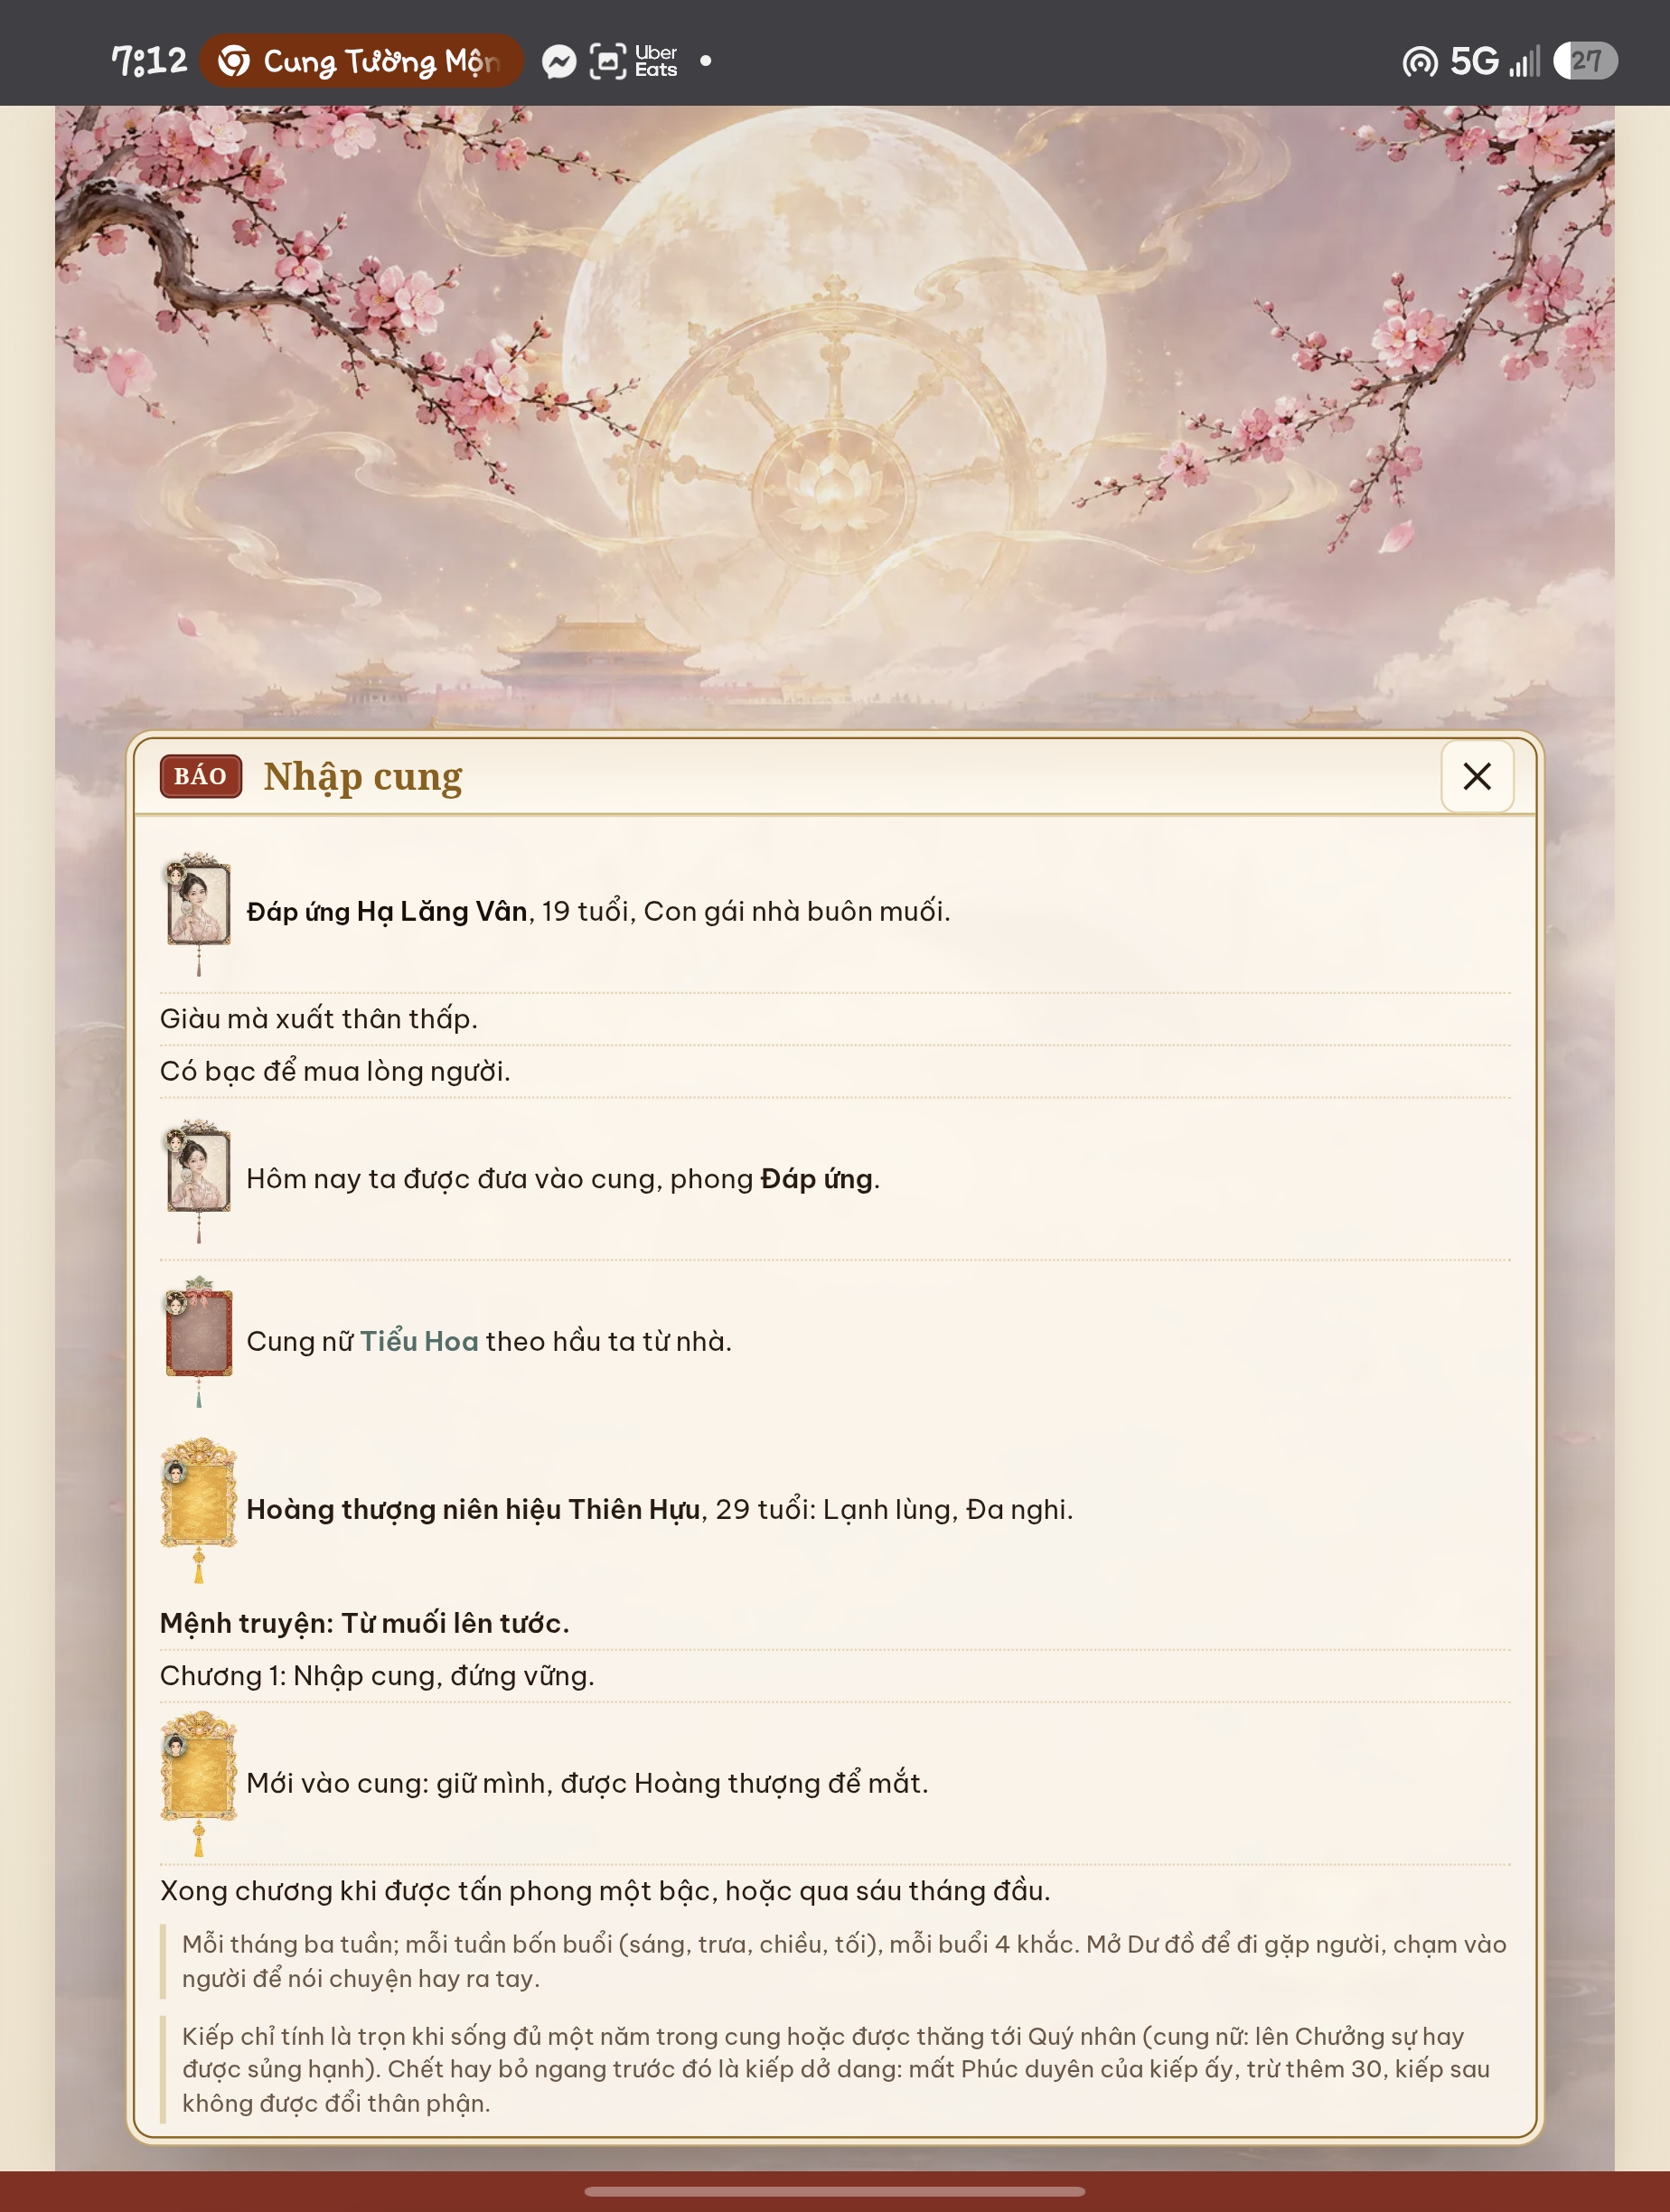 7:12 Cung Tường Mộn Uber Eats 5G 27
BÁO Nhập cung
Đáp ứng Hạ Lăng Vân, 19 tuổi, Con gái nhà buôn muối.
Giàu mà xuất thân thấp.
Có bạc để mua lòng người.
Hôm nay ta được đưa vào cung, phong Đáp ứng.
Cung nữ Tiểu Hoa theo hầu ta từ nhà.
Hoàng thượng niên hiệu Thiên Hựu, 29 tuổi: Lạnh lùng, Đa nghi.
Mệnh truyện: Từ muối lên tước.
Chương 1: Nhập cung, đứng vững.
Mới vào cung: giữ mình, được Hoàng thượng để mắt.
Xong chương khi được tấn phong một bậc, hoặc qua sáu tháng đầu.
Mỗi tháng ba tuần; mỗi tuần bốn buổi (sáng, trưa, chiều, tối), mỗi buổi 4 khắc. Mở Dư đồ để đi gặp người, chạm vào
người để nói chuyện hay ra tay.
Kiếp chỉ tính là trọn khi sống đủ một năm trong cung hoặc được thăng tới Quý nhân (cung nữ: lên Chưởng sự hay
được sủng hạnh). Chết hay bỏ ngang trước đó là kiếp dở dang: mất Phúc duyên của kiếp ấy, trừ thêm 30, kiếp sau
không được đổi thân phận.